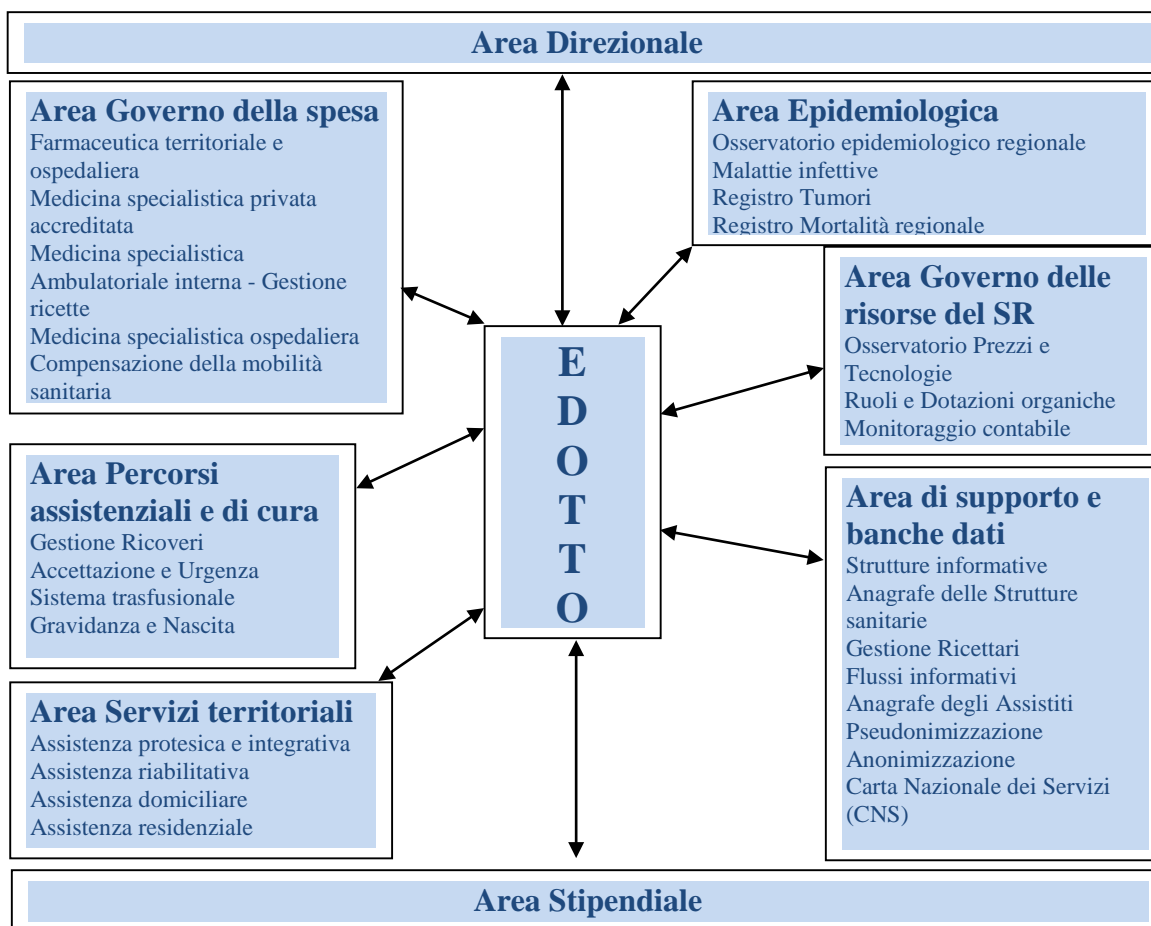 Area Direzionale
Area Governo della spesa
Farmaceutica territoriale e
ospedaliera
Medicina specialistica privata
accreditata
Medicina specialistica
Ambulatoriale interna - Gestione
ricette
Medicina specialistica ospedaliera
Compensazione della mobilità
sanitaria
Area Epidemiologica
Osservatorio epidemiologico regionale
Malattie infettive
Registro Tumori
Registro Mortalità regionale
Area Governo delle
risorse del SR
Osservatorio Prezzi e
Tecnologie
Ruoli e Dotazioni organiche
Monitoraggio contabile
E
D
O
T
T
O
Area Percorsi
assistenziali e di cura
Gestione Ricoveri
Accettazione e Urgenza
Sistema trasfusionale
Gravidanza e Nascita
Area di supporto e
banche dati
Strutture informative
Anagrafe delle Strutture
sanitarie
Gestione Ricettari
Flussi informativi
Anagrafe degli Assistiti
Pseudonimizzazione
Anonimizzazione
Carta Nazionale dei Servizi
(CNS)
Area Servizi territoriali
Assistenza protesica e integrativa
Assistenza riabilitativa
Assistenza domiciliare
Assistenza residenziale
Area Stipendiale